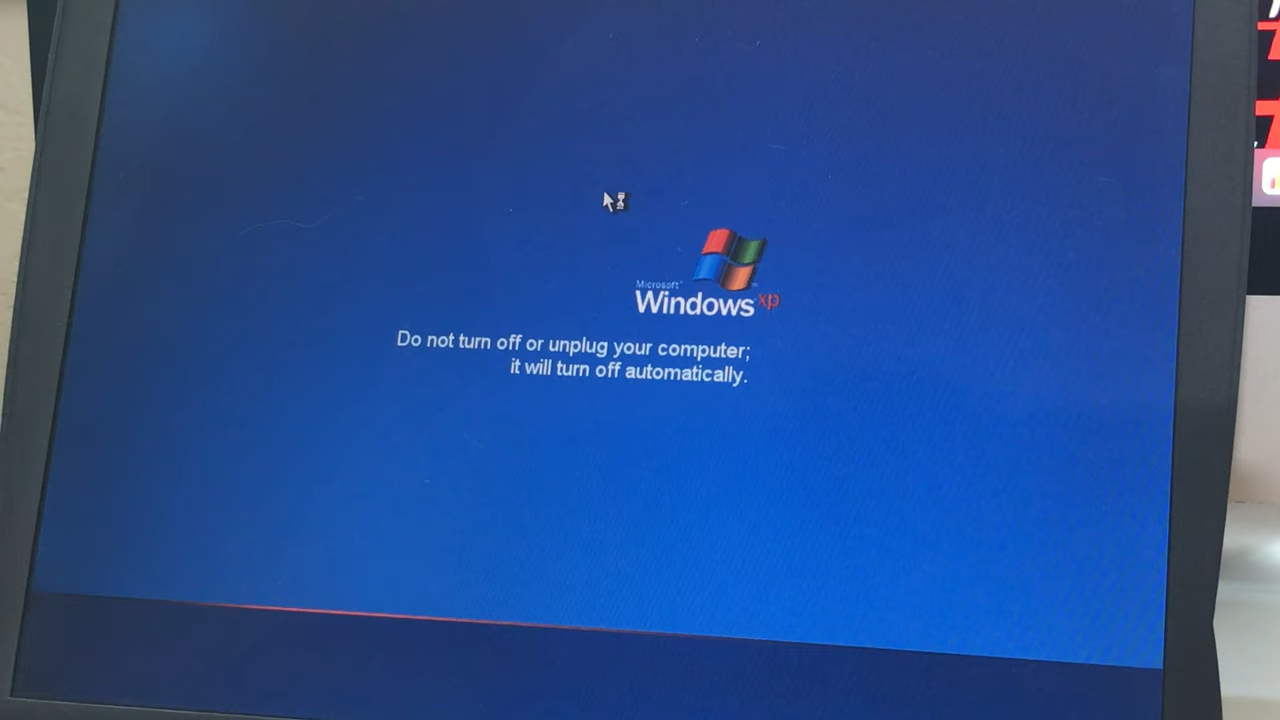 Microsoft
Windows xp
Do not turn off or unplug your computer;
it will turn off automatically.